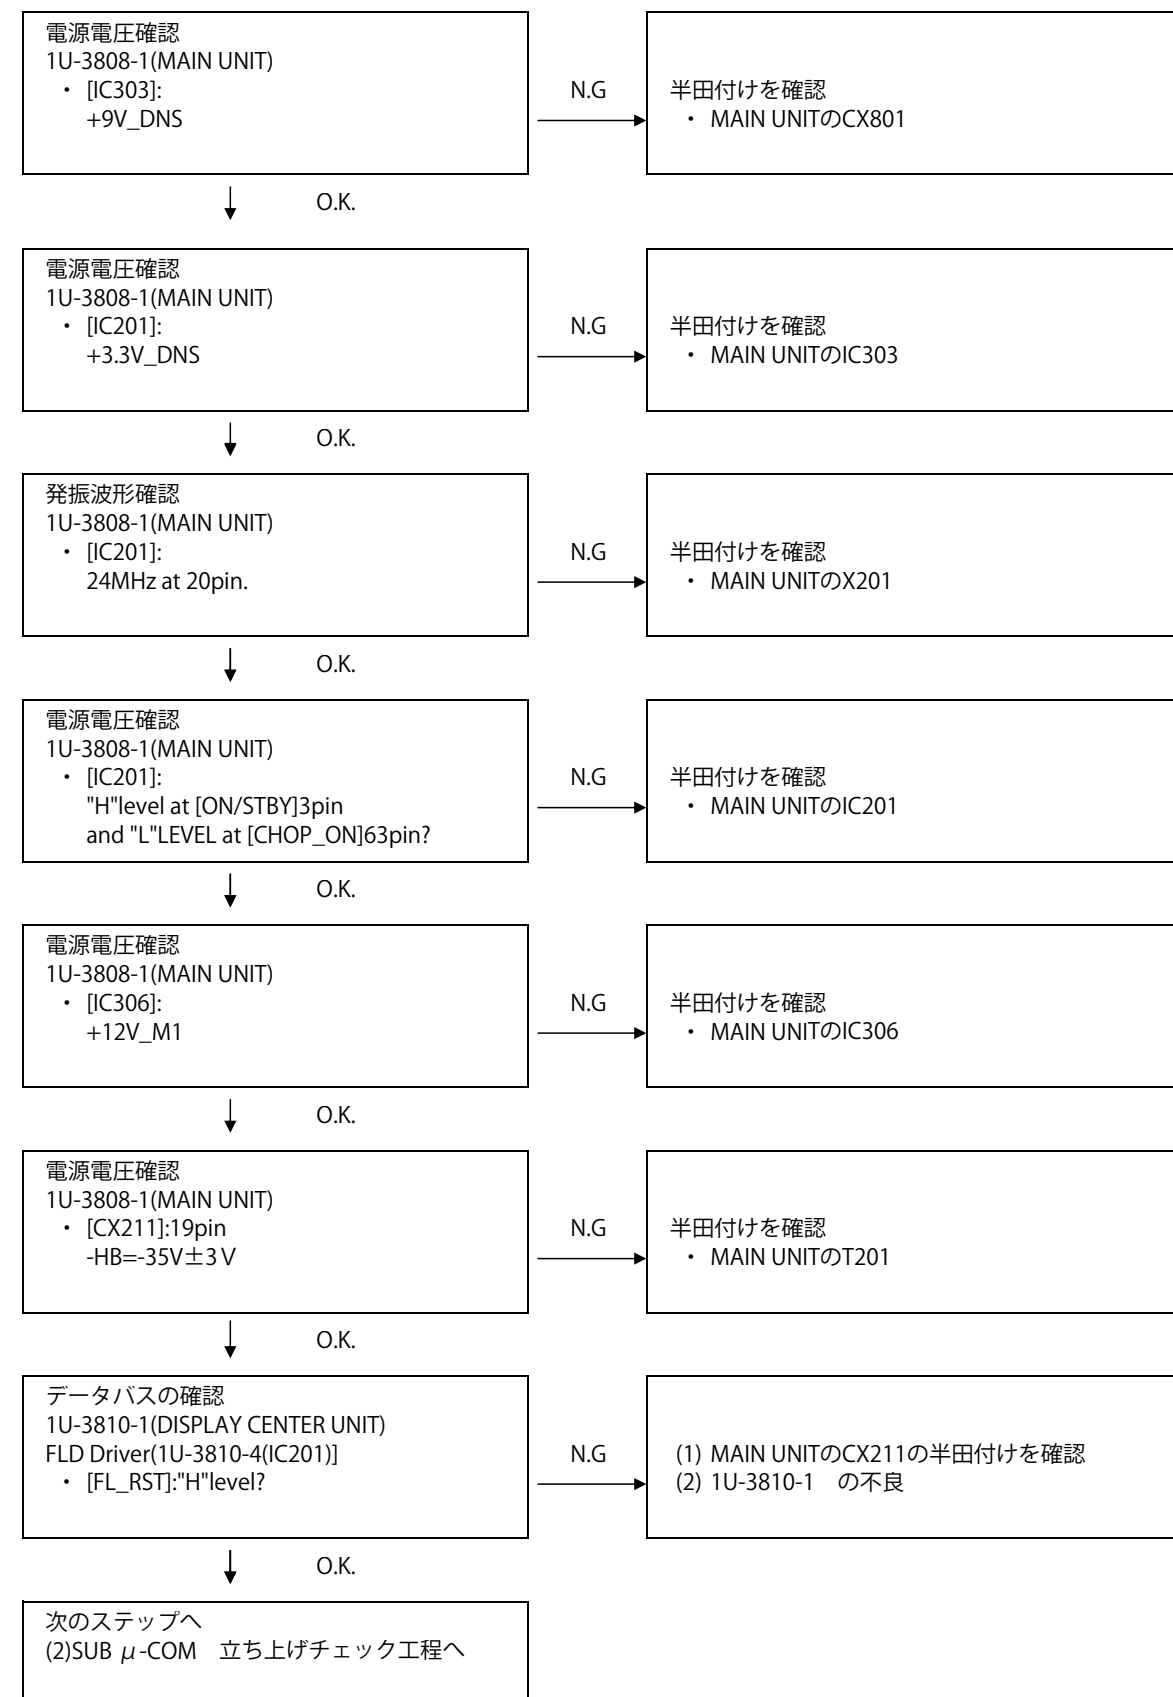 電源電圧確認
1U-3808-1(MAIN UNIT)
・ [IC303]:
+9V_DNS
N.G
半田付けを確認
・ MAIN UNITのCX801
O.K.
電源電圧確認
1U-3808-1(MAIN UNIT)
・ [IC201]:
+3.3V_DNS
N.G
半田付けを確認
・ MAIN UNITのIC303
O.K.
発振波形確認
1U-3808-1(MAIN UNIT)
・ [IC201]:
24MHz at 20pin.
N.G
半田付けを確認
・ MAIN UNITのX201
O.K.
電源電圧確認
1U-3808-1(MAIN UNIT)
・ [IC201]:
"H"level at [ON/STBY]3pin
and "L"LEVEL at [CHOP_ON]63pin?
N.G
半田付けを確認
・ MAIN UNITのIC201
O.K.
電源電圧確認
1U-3808-1(MAIN UNIT)
・ [IC306]:
+12V_M1
N.G
半田付けを確認
・ MAIN UNITのIC306
O.K.
電源電圧確認
1U-3808-1(MAIN UNIT)
・ [CX211]:19pin
-HB=-35V±3Ｖ
N.G
半田付けを確認
・ MAIN UNITのT201
O.K.
データバスの確認
1U-3810-1(DISPLAY CENTER UNIT)
FLD Driver(1U-3810-4(IC201)]
・ [FL_RST]:"H"level?
N.G
(1) MAIN UNITのCX211の半田付けを確認
(2) 1U-3810-1　の不良
O.K.
次のステップへ
(2)SUB μ-COM　立ち上げチェック工程へ